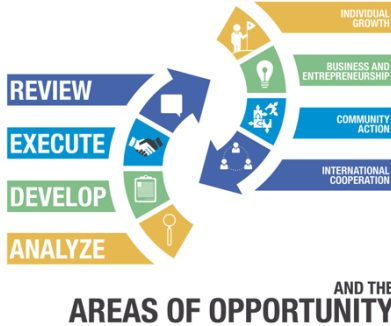 REVIEW
EXECUTE
DEVELOP
ANALYZE
INDIVIDUAL
GROWTH
BUSINESS AND
ENTREPRENEURSHIP
COMMUNITY
ACTION
INTERNATIONAL
COOPERATION
AND THE
AREAS OF OPPORTUNITY